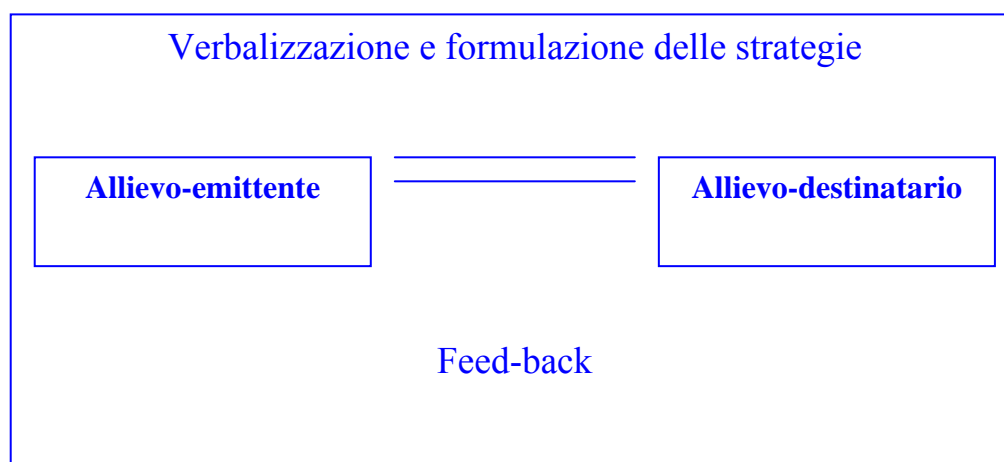 Verbalizzazione e formulazione delle strategie
Allievo-emittente
Allievo-destinatario
Feed-back